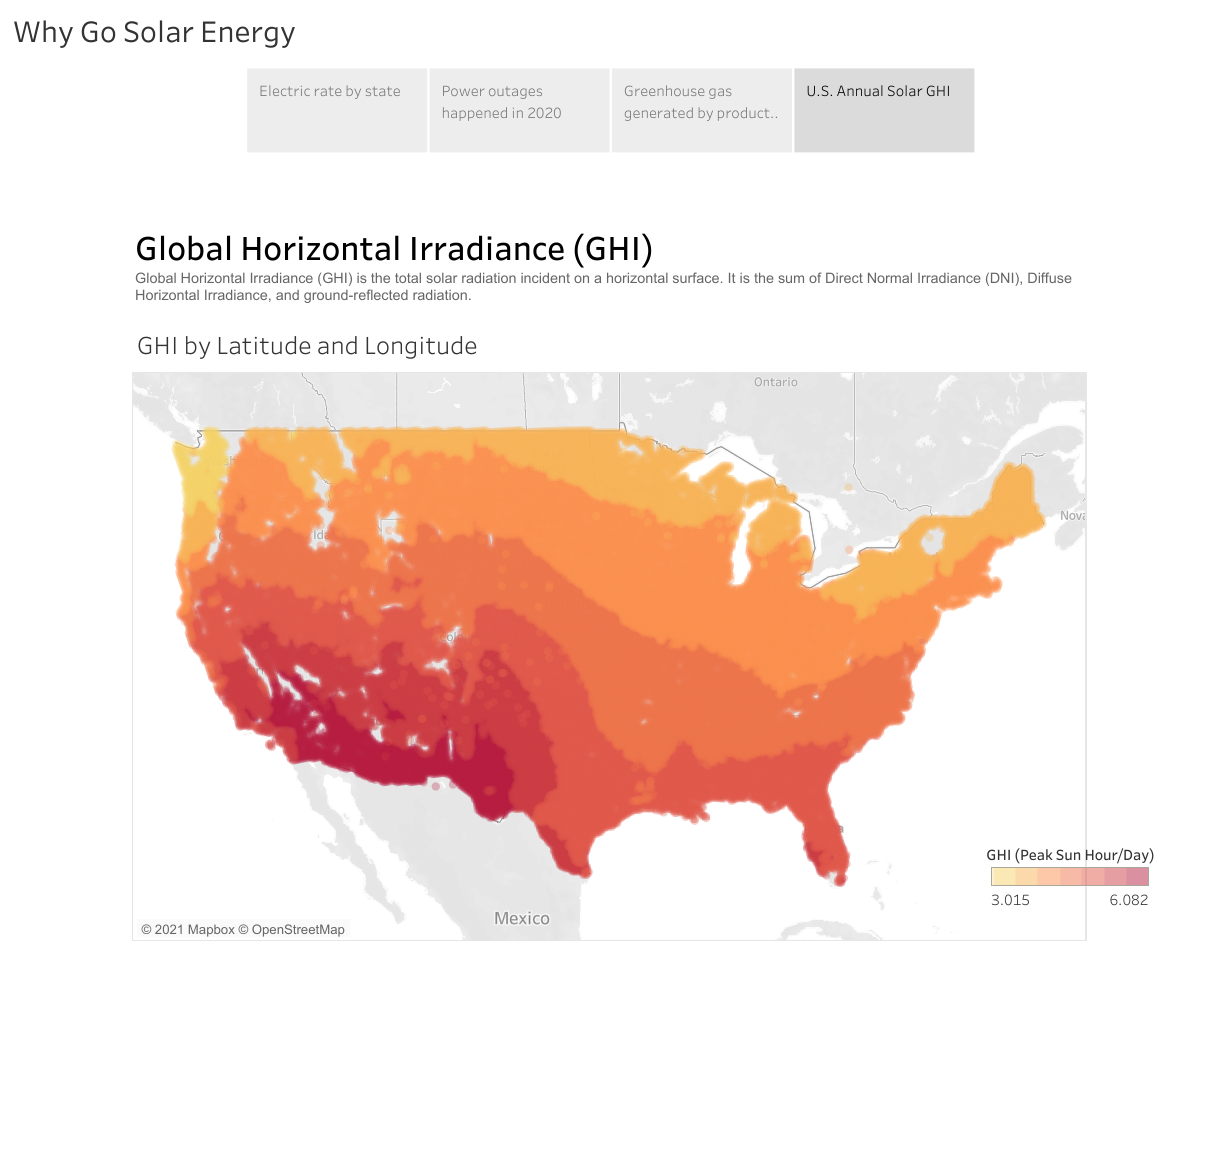 Why Go Solar Energy
Electric rate by state
Power outages
happened in 2020
Greenhouse gas
generated by product..
U.S. Annual Solar GHI
Global Horizontal Irradiance (GHI)
Global Horizontal Irradiance (GHI) is the total solar radiation incident on a horizontal surface. It is the sum of Direct Normal Irradiance (DNI), Diffuse
Horizontal Irradiance, and ground-reflected radiation.
GHI by Latitude and Longitude
Ontario
Nova
Mexico
GHI (Peak Sun Hour/Day)
3.015
6.082
© 2021 Mapbox © OpenStreetMap